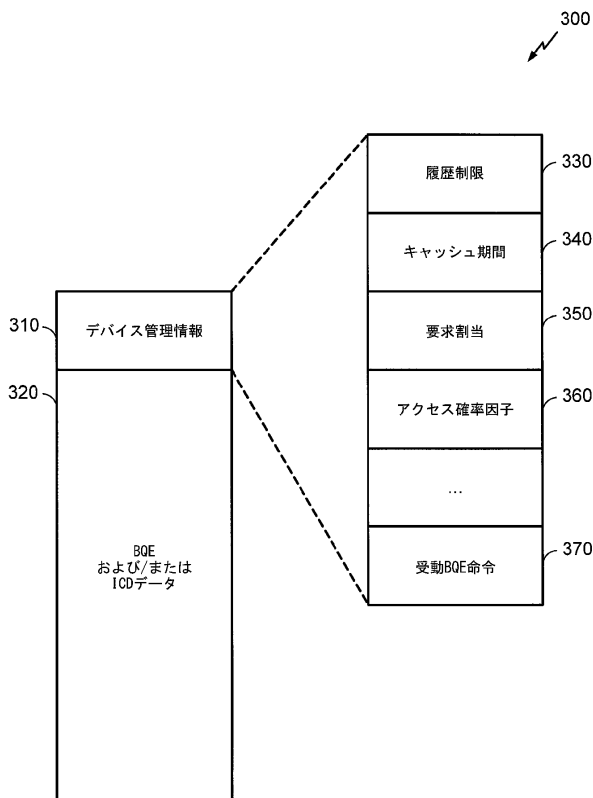 300
履歴制限
330
キャッシュ期間
340
要求割当
350
アクセス確率因子
360
...
受動BQE命令
370
310
デバイス管理情報
320
BQE
および/または
ICDデータ